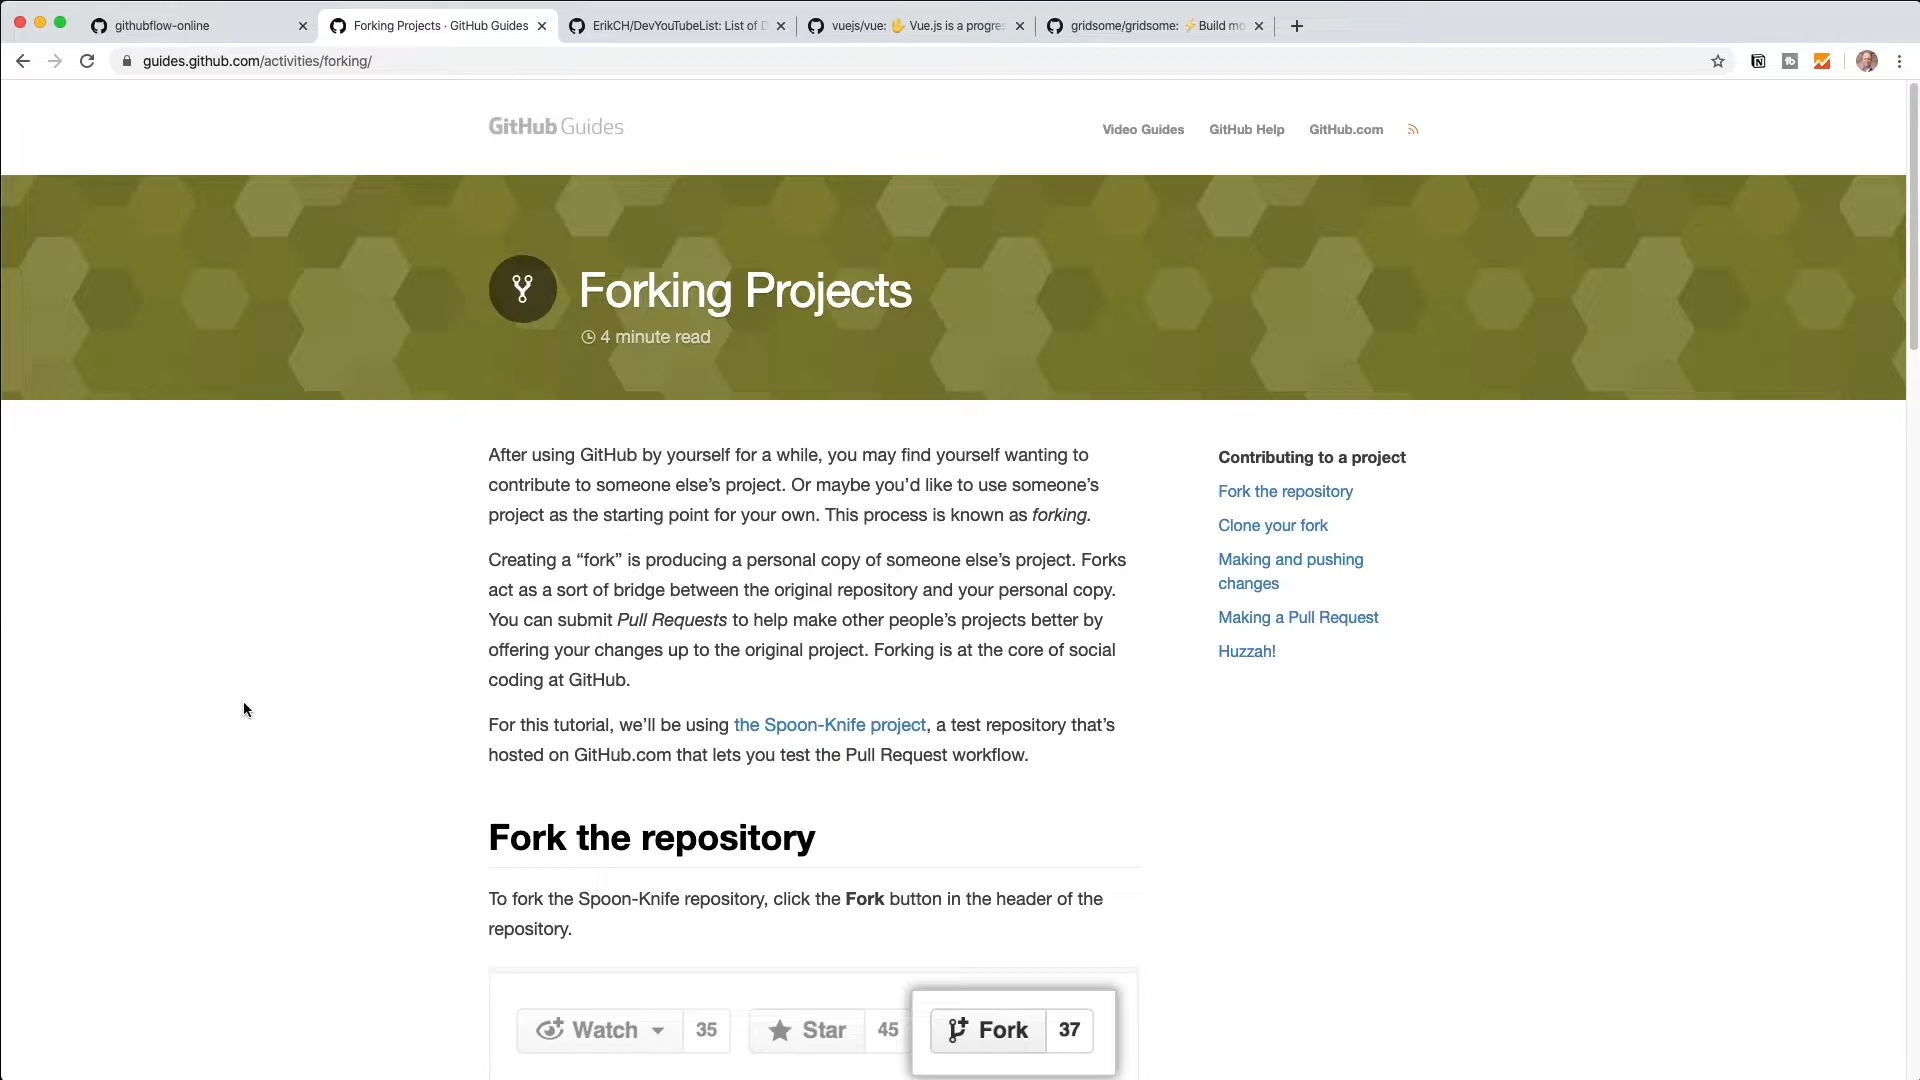 githubflow-online
Forking Projects · GitHub Guides
ErikCH/DevYouTubeList: List of D
vuejs/vue: 🖖 Vue.js is a progres
gridsome/gridsome: ⚡Build mo
guides.github.com/activities/forking/
GitHub Guides
Video Guides
GitHub Help
GitHub.com
Forking Projects
4 minute read
After using GitHub by yourself for a while, you may find yourself wanting to
contribute to someone else’s project. Or maybe you’d like to use someone’s
project as the starting point for your own. This process is known as forking.
Creating a “fork” is producing a personal copy of someone else’s project. Forks
act as a sort of bridge between the original repository and your personal copy.
You can submit Pull Requests to help make other people’s projects better by
offering your changes up to the original project. Forking is at the core of social
coding at GitHub.
For this tutorial, we’ll be using the Spoon-Knife project, a test repository that’s
hosted on GitHub.com that lets you test the Pull Request workflow.
Contributing to a project
Fork the repository
Clone your fork
Making and pushing
changes
Making a Pull Request
Huzzah!
Fork the repository
To fork the Spoon-Knife repository, click the Fork button in the header of the
repository.
Watch 35
Star 45
Fork 37